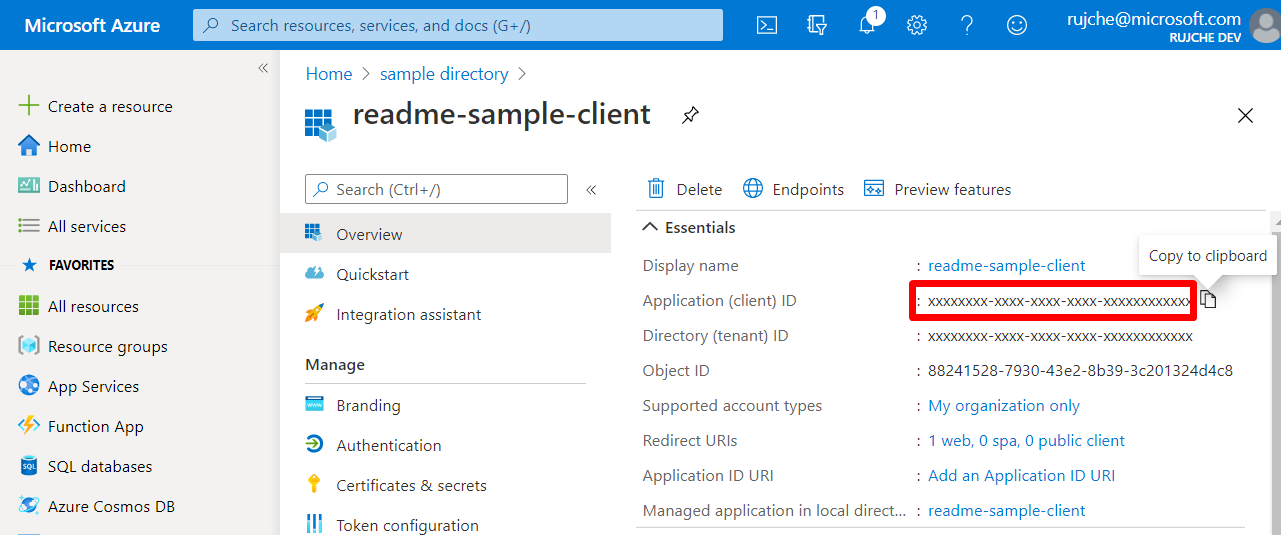 Microsoft Azure
Search resources, services, and docs (G+/)
1
rujche@microsoft.com
RUJCHE DEV
«
Create a resource
Home
Dashboard
All services
FAVORITES
All resources
Resource groups
App Services
Function App
SQL databases
Azure Cosmos DB
Home > sample directory >
readme-sample-client
Search (Ctrl+/)
«
Overview
Quickstart
Integration assistant
Manage
Branding
Authentication
Certificates & secrets
Token configuration
Delete
Endpoints
Preview features
Essentials
Copy to clipboard
Display name : readme-sample-client
Application (client) ID : xxxxxxxx-xxxx-xxxx-xxxx-xxxxxxxxxxxx
Directory (tenant) ID : xxxxxxxx-xxxx-xxxx-xxxx-xxxxxxxxxxxx
Object ID : 88241528-7930-43e2-8b39-3c201324d4c8
Supported account types : My organization only
Redirect URIs : 1 web, 0 spa, 0 public client
Application ID URI : Add an Application ID URI
Managed application in local direct... : readme-sample-client